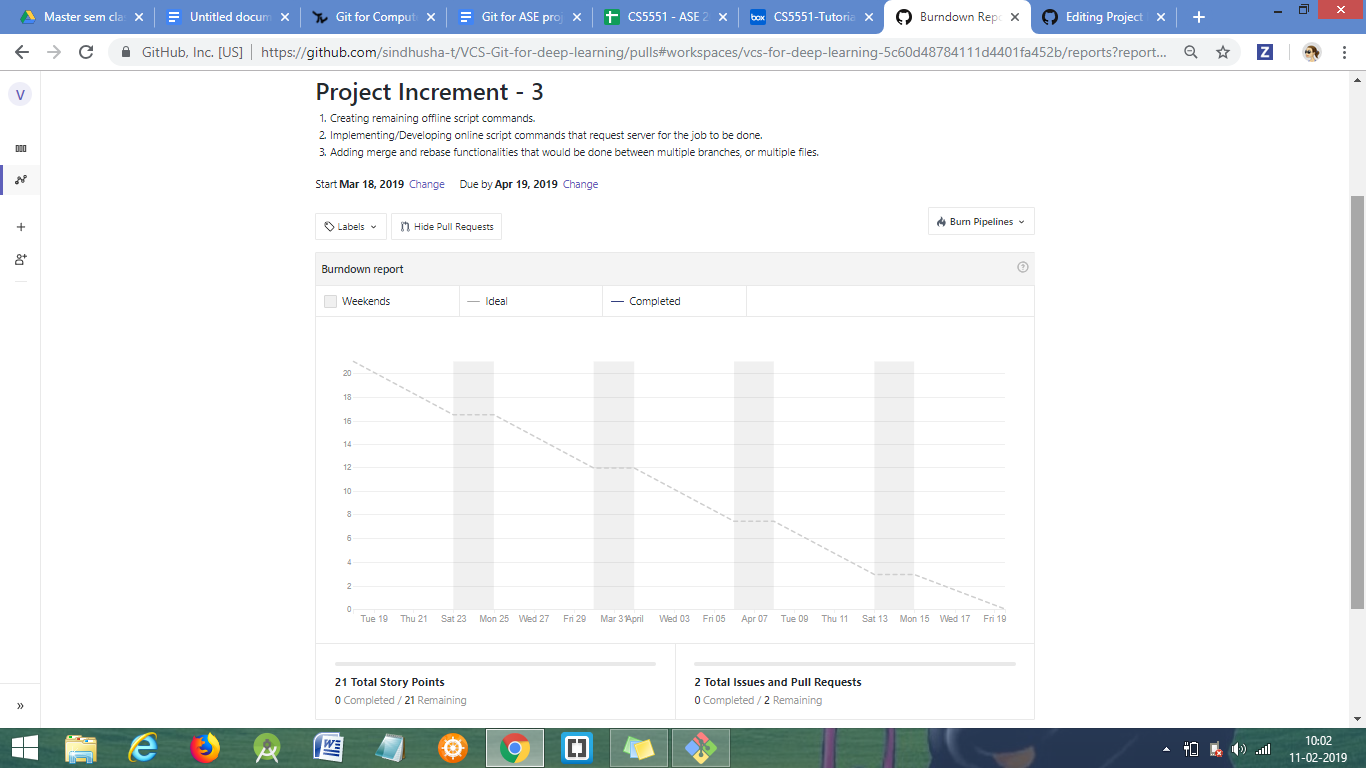 Master sem cla
Untitled docum
Git for Comput
Git for ASE proj
CS5551 - ASE 2
box
CS5551-Tutoria
Burndown Repo
Editing Project
GitHub, Inc. [US]
https://github.com/sindhusha-t/VCS-Git-for-deep-learning/pulls#workspaces/vcs-for-deep-learning-5c60d48784111d4401fa452b/reports?report...
Z
V
Project Increment - 3
1. Creating remaining offline script commands.
2. Implementing/Developing online script commands that request server for the job to be done.
3. Adding merge and rebase functionalities that would be done between multiple branches, or multiple files.
Start Mar 18, 2019 Change Due by Apr 19, 2019 Change
Labels
Hide Pull Requests
Burn Pipelines
Burndown report
Weekends
Ideal
Completed
20
18
16
14
12
10
8
6
4
2
0
Tue 19 Thu 21 Sat 23 Mon 25 Wed 27 Fri 29 Mar 31 April Wed 03 Fri 05 Apr 07 Tue 09 Thu 11 Sat 13 Mon 15 Wed 17 Fri 19
21 Total Story Points
0 Completed / 21 Remaining
2 Total Issues and Pull Requests
0 Completed / 2 Remaining
10:02
11-02-2019